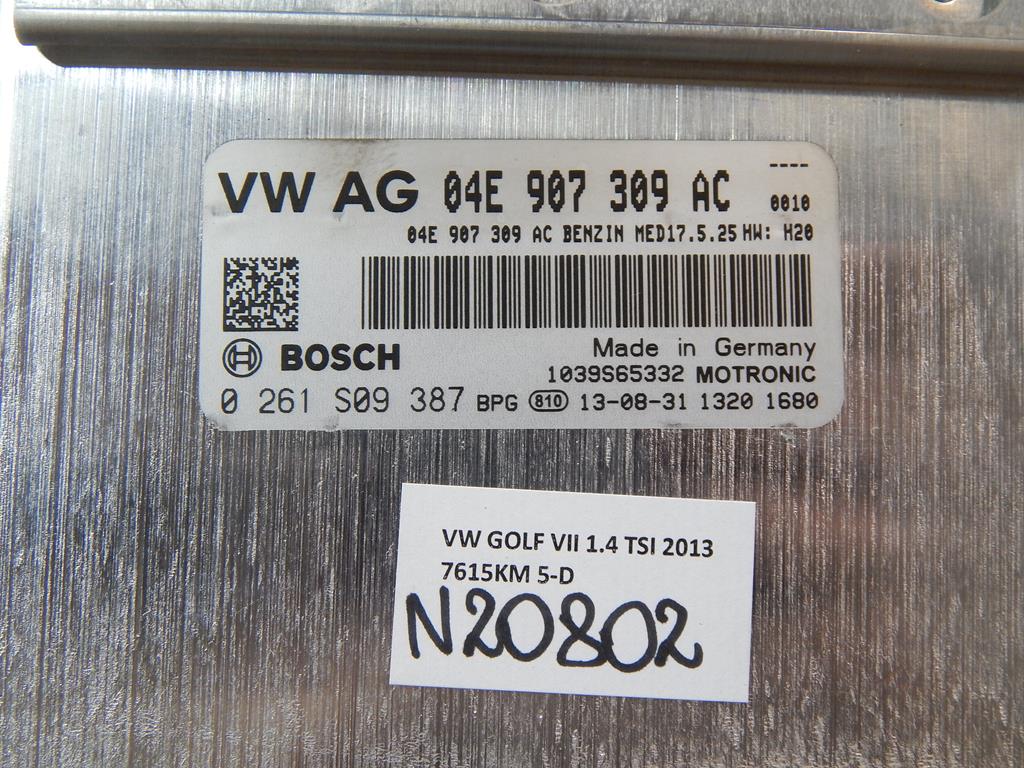 VW AG 04E 907 309 AC ----
0010
04E 907 309 AC BENZIN MED17.5.25 HW: H20
BOSCH
Made in Germany
1039S65332 MOTRONIC
0 261 S09 387 BPG 810 13-08-31 1320 1680
VW GOLF VII 1.4 TSI 2013
7615KM 5-D
N20802